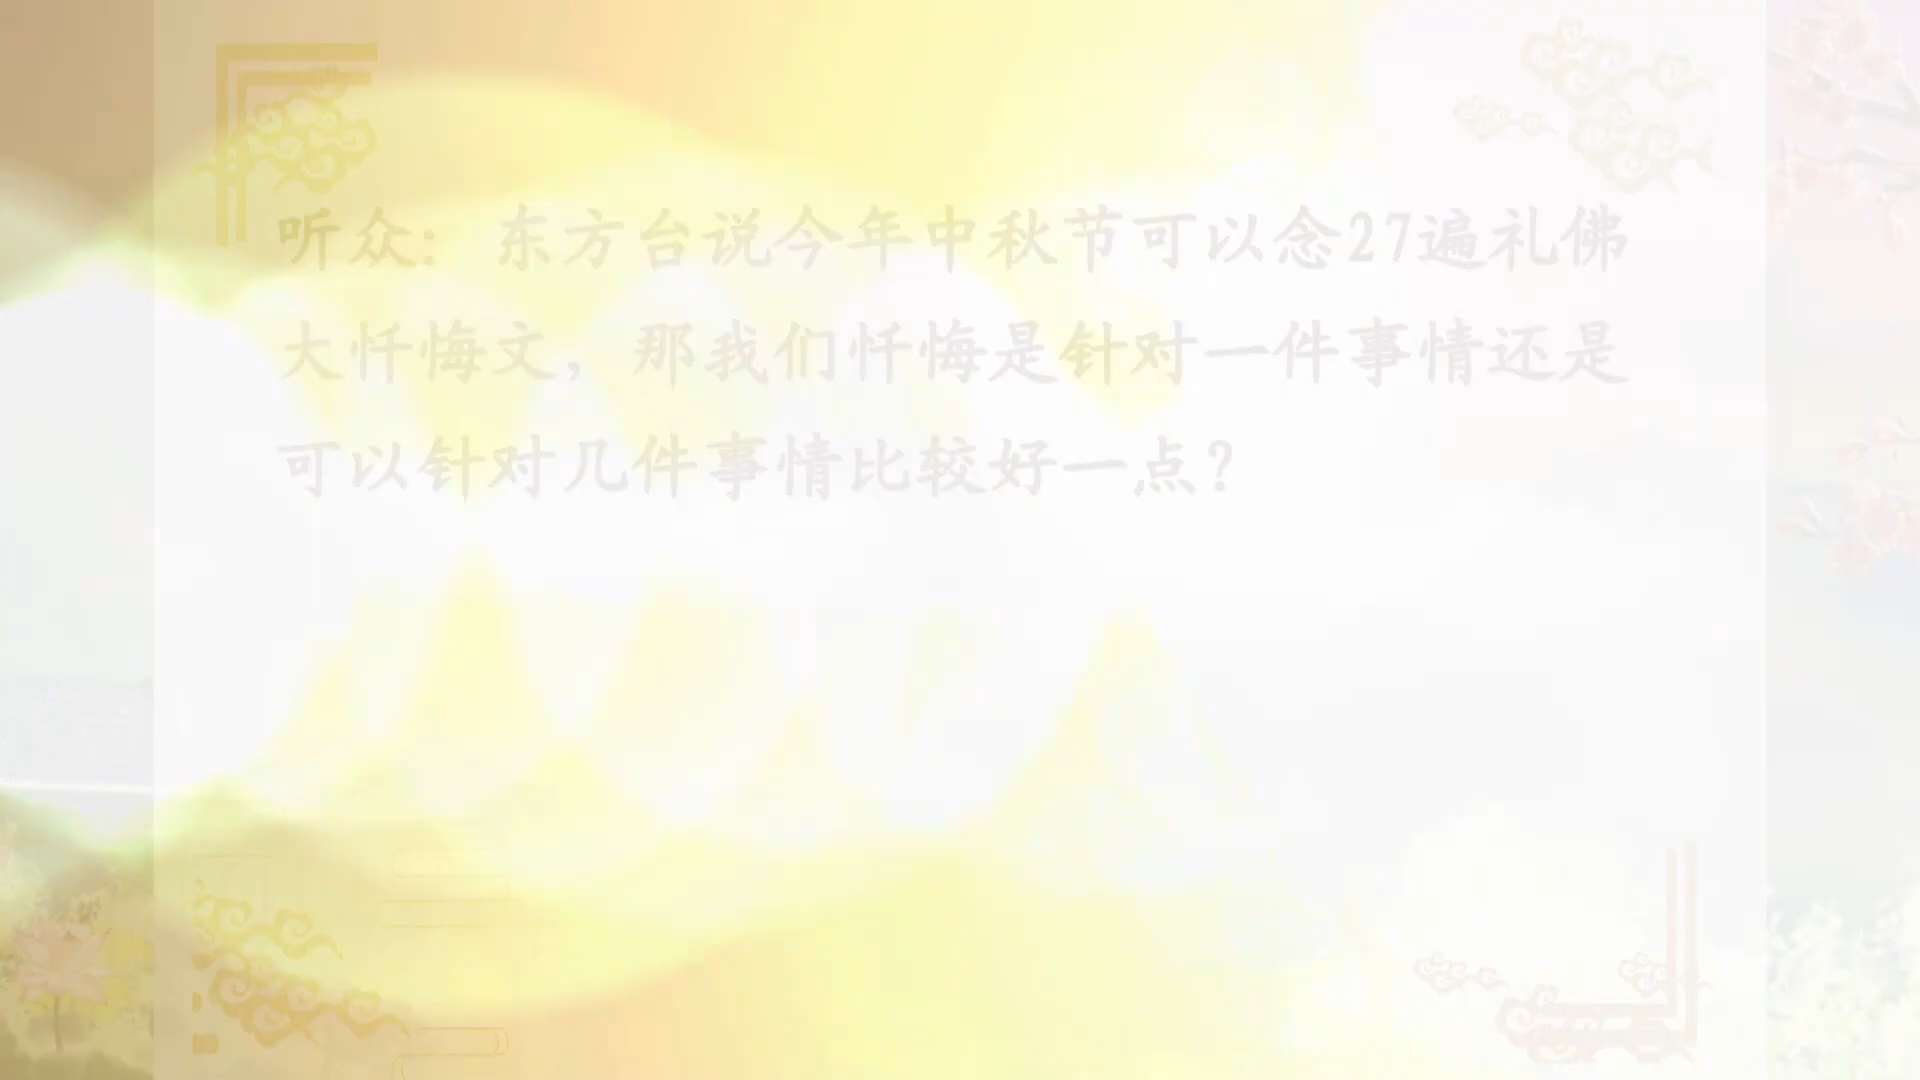 听众：东方台说今年中秋节可以念27遍礼佛
大忏悔文，那我们忏悔是针对一件事情还是
可以针对几件事情比较好一点？